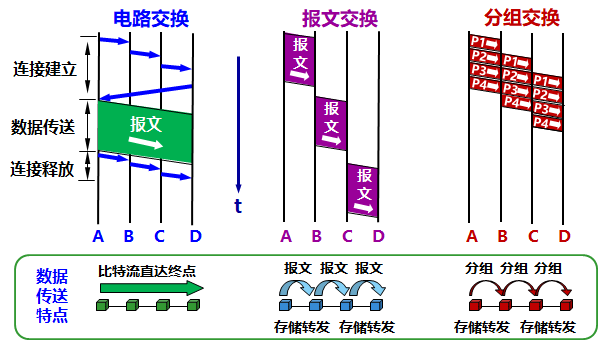 电路交换
报文交换
分组交换
连接建立
数据传送
连接释放
报文
t
A B C D
报文
报文
报文
A B C D
P1 P2 P3 P4
P1 P2 P3 P4
P1 P2 P3 P4
A B C D
数据
传送
特点
比特流直达终点
报文 报文 报文
存储转发 存储转发
分组 分组 分组
存储转发 存储转发